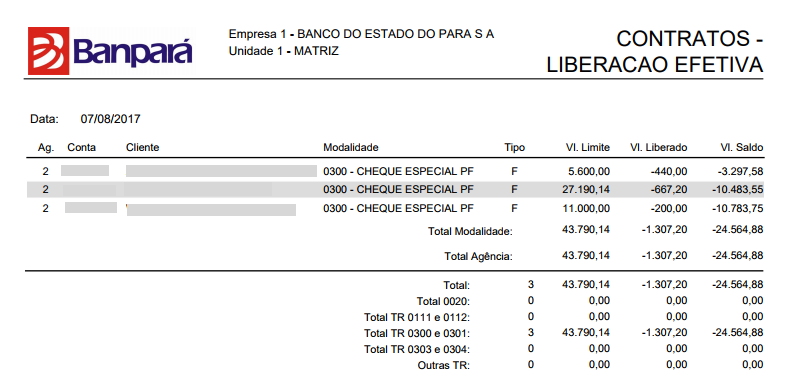 Banpará
Empresa 1 - BANCO DO ESTADO DO PARA S A
Unidade 1 - MATRIZ
CONTRATOS -
LIBERACAO EFETIVA
Data: 07/08/2017
Ag. Conta Cliente Modalidade Tipo Vl. Limite Vl. Liberado Vl. Saldo
2 0300 - CHEQUE ESPECIAL PF F 5.600,00 -440,00 -3.297,58
2 0300 - CHEQUE ESPECIAL PF F 27.190,14 -667,20 -10.483,55
2 0300 - CHEQUE ESPECIAL PF F 11.000,00 -200,00 -10.783,75
Total Modalidade: 43.790,14 -1.307,20 -24.564,88
Total Agência: 43.790,14 -1.307,20 -24.564,88
Total: 3 43.790,14 -1.307,20 -24.564,88
Total 0020: 0 0,00 0,00 0,00
Total TR 0111 e 0112: 0 0,00 0,00 0,00
Total TR 0300 e 0301: 3 43.790,14 -1.307,20 -24.564,88
Total TR 0303 e 0304: 0 0,00 0,00 0,00
Outras TR: 0 0,00 0,00 0,00